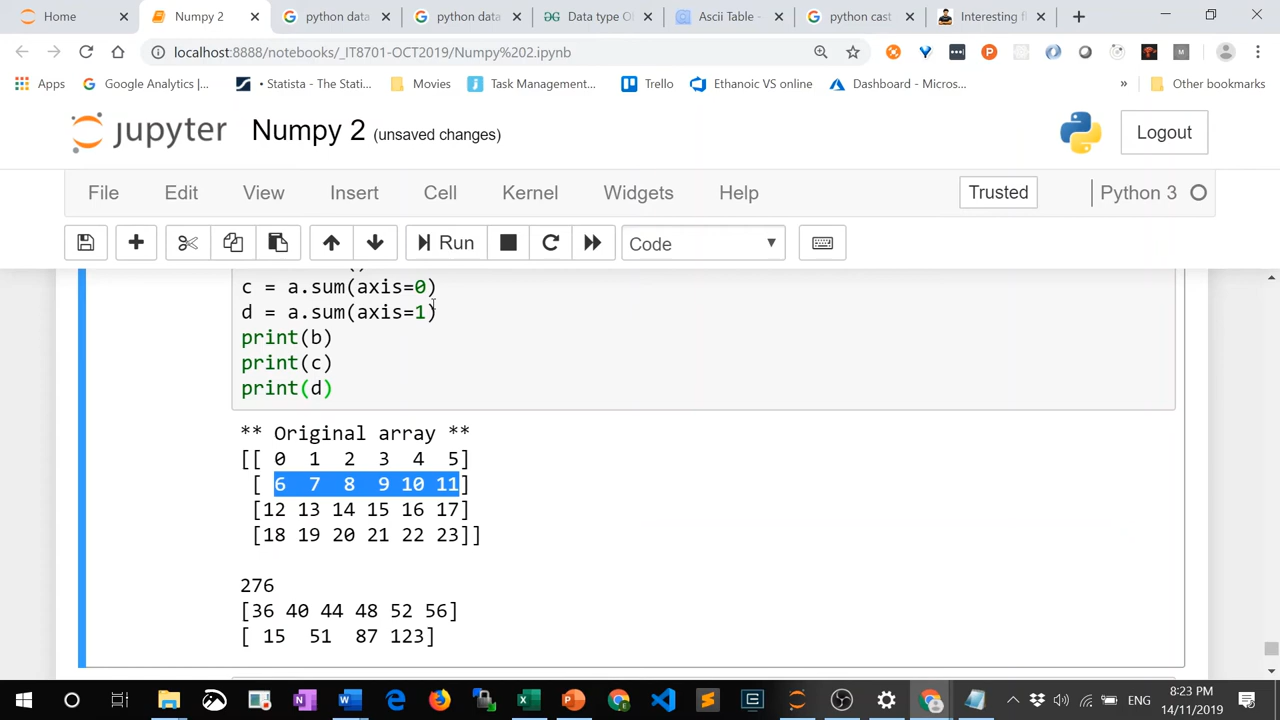 Home
Numpy 2
python data
python data
Data type O
Ascii Table -
python cast
Interesting f
localhost:8888/notebooks/_IT8701-OCT2019/Numpy%202.ipynb
Apps
Google Analytics |...
• Statista - The Stati...
Movies
Task Management...
Trello
Ethanoic VS online
Dashboard - Micros...
»
Other bookmarks
jupyter
Numpy 2 (unsaved changes)
Logout
File
Edit
View
Insert
Cell
Kernel
Widgets
Help
Trusted
Python 3
Run
Code
c = a.sum(axis=0)
d = a.sum(axis=1)
print(b)
print(c)
print(d)
** Original array **
[[ 0 1 2 3 4 5]
[ 6 7 8 9 10 11]
[12 13 14 15 16 17]
[18 19 20 21 22 23]]
276
[36 40 44 48 52 56]
[ 15 51 87 123]
ENG
8:23 PM
14/11/2019